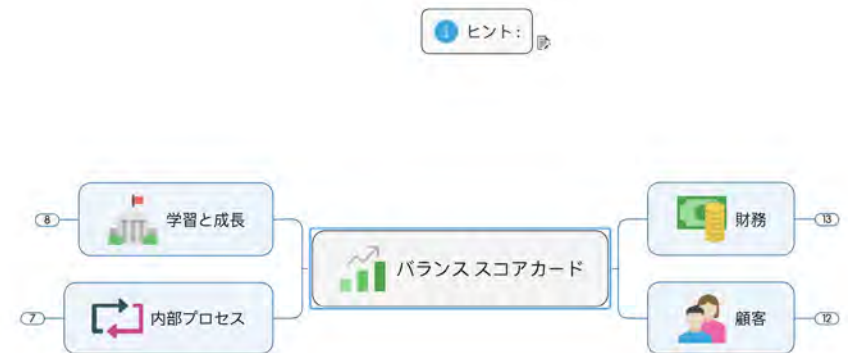 ヒント:
8
学習と成長
財務
13
バランス スコアカード
7
内部プロセス
顧客
12